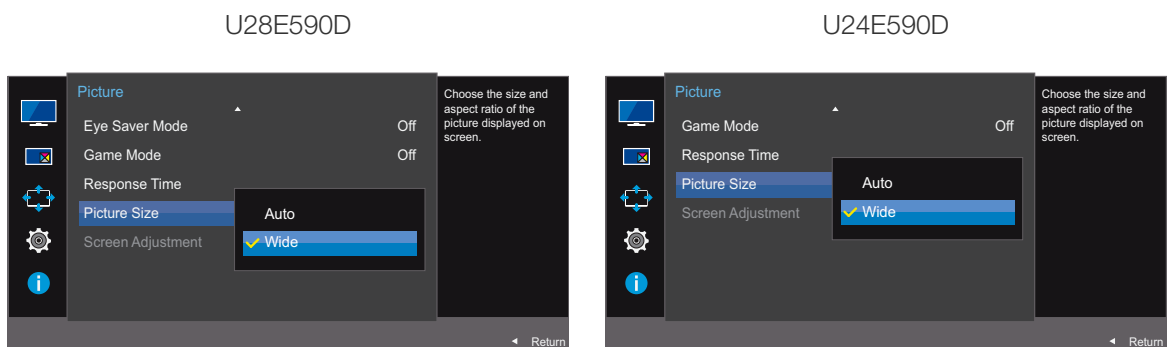 U28E590D
Picture
Eye Saver Mode Off
Game Mode Off
Response Time
Picture Size
Screen Adjustment
Auto
Wide
Choose the size and
aspect ratio of the
picture displayed on
screen.
Return
U24E590D
Picture
Game Mode Off
Response Time
Picture Size
Screen Adjustment
Auto
Wide
Choose the size and
aspect ratio of the
picture displayed on
screen.
Return